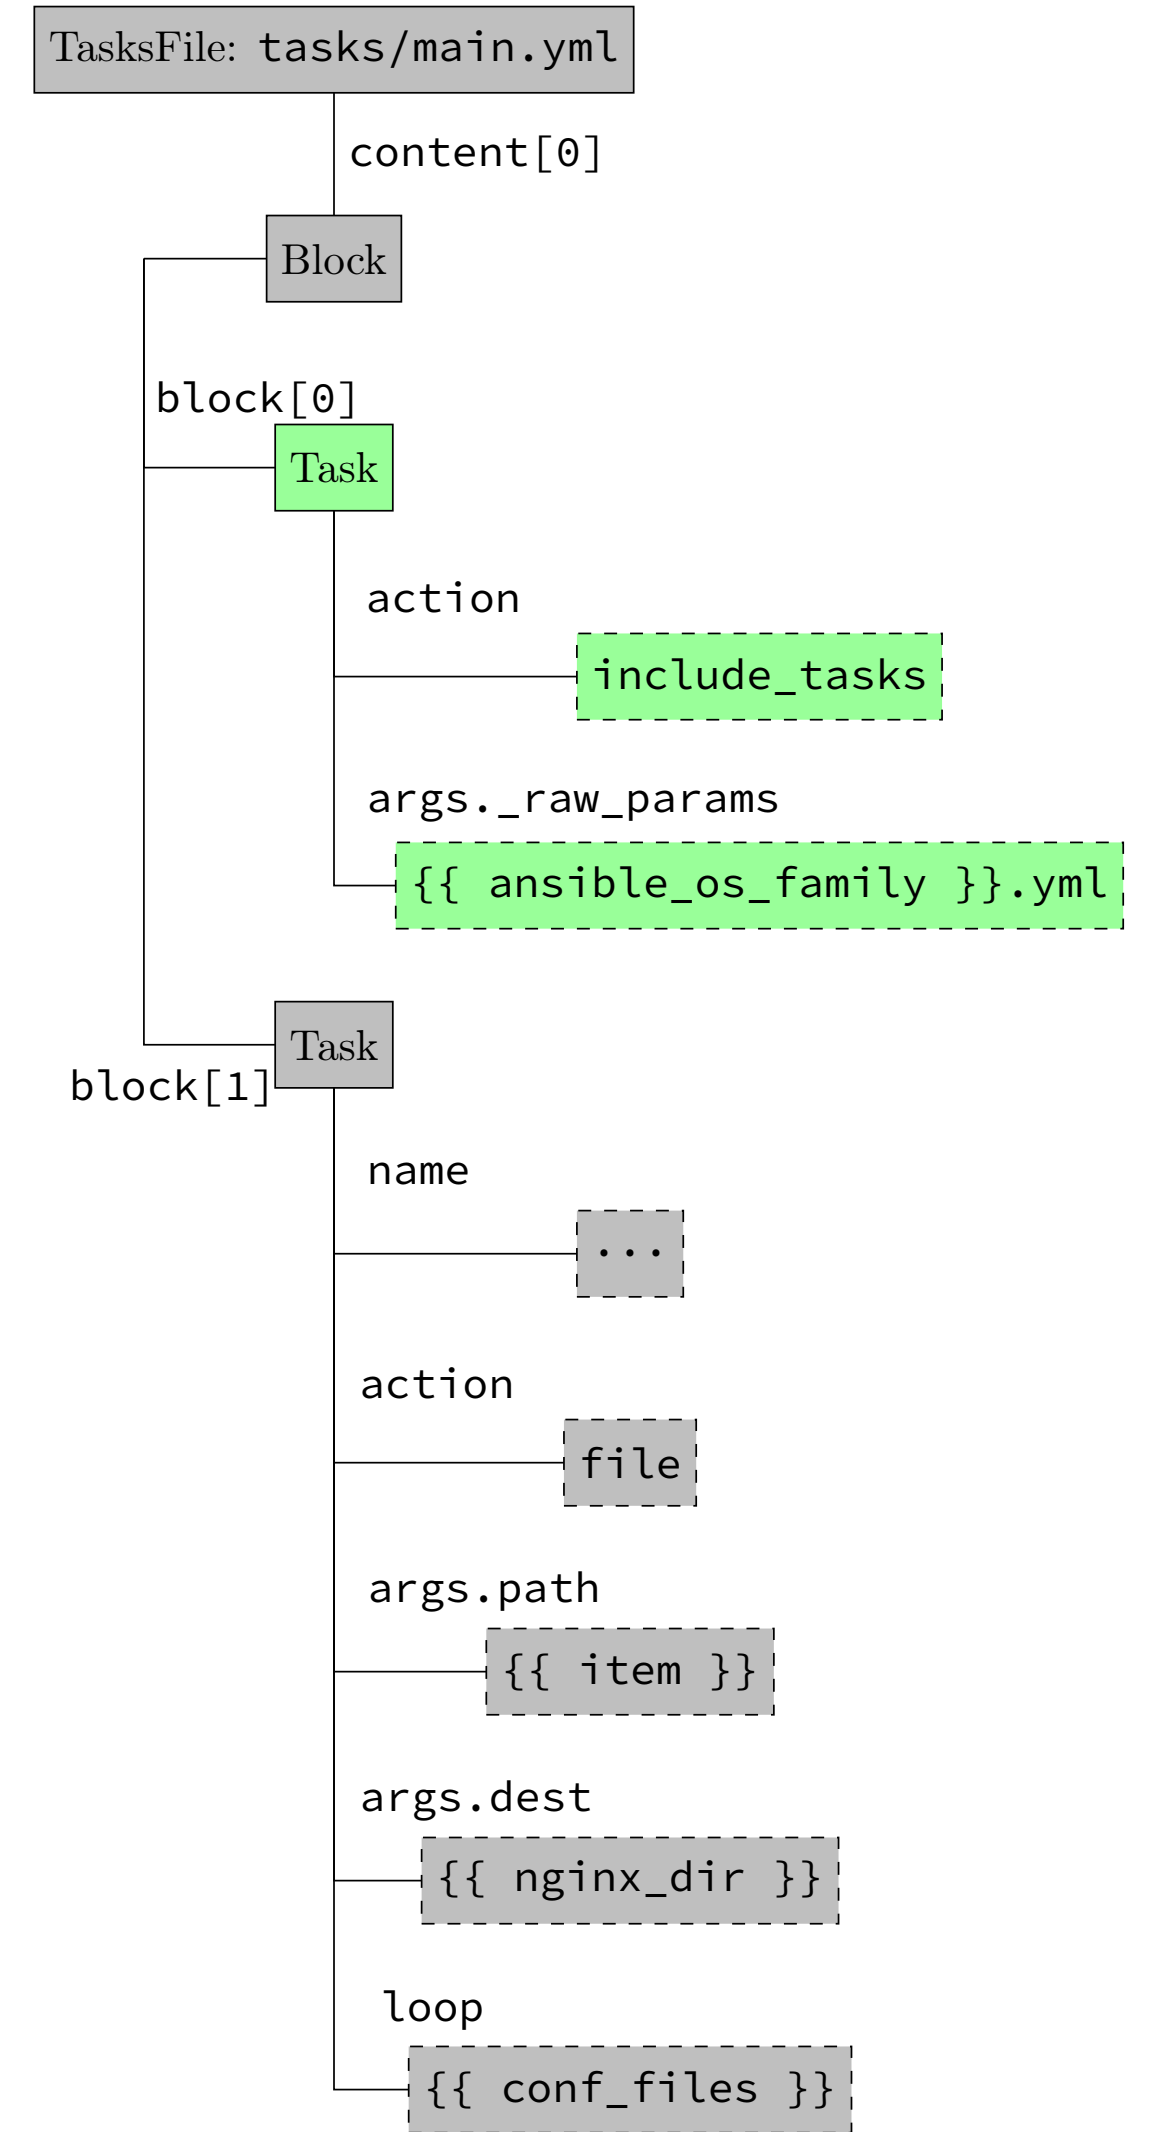 TasksFile: tasks/main.yml
content[0]
Block
block[0]
Task
action
include_tasks
args._raw_params
{{ ansible_os_family }}.yml
Task
block[1]
name
...
action
file
args.path
{{ item }}
args.dest
{{ nginx_dir }}
loop
{{ conf_files }}